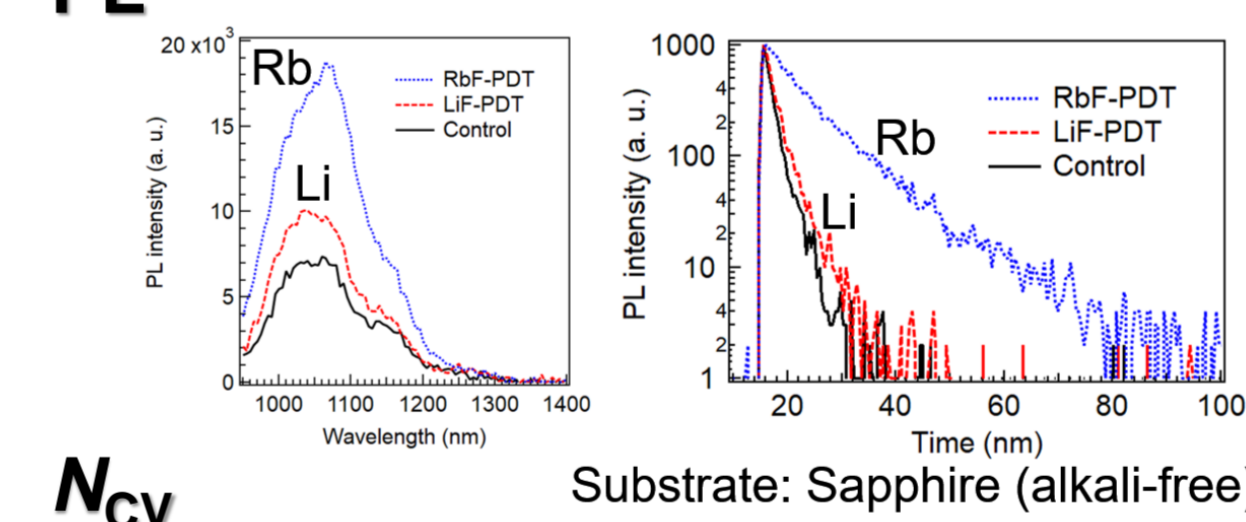 PL
20 x10³
15
10
5
0
PL intensity (a. u.)
Rb
Li
RbF-PDT
LiF-PDT
Control
1000 1100 1200 1300 1400
Wavelength (nm)
1000
4
2
100
4
2
10
4
2
1
PL intensity (a. u.)
Rb
Li
RbF-PDT
LiF-PDT
Control
20 40 60 80 100
Time (nm)
Substrate: Sapphire (alkali-free)
NCV